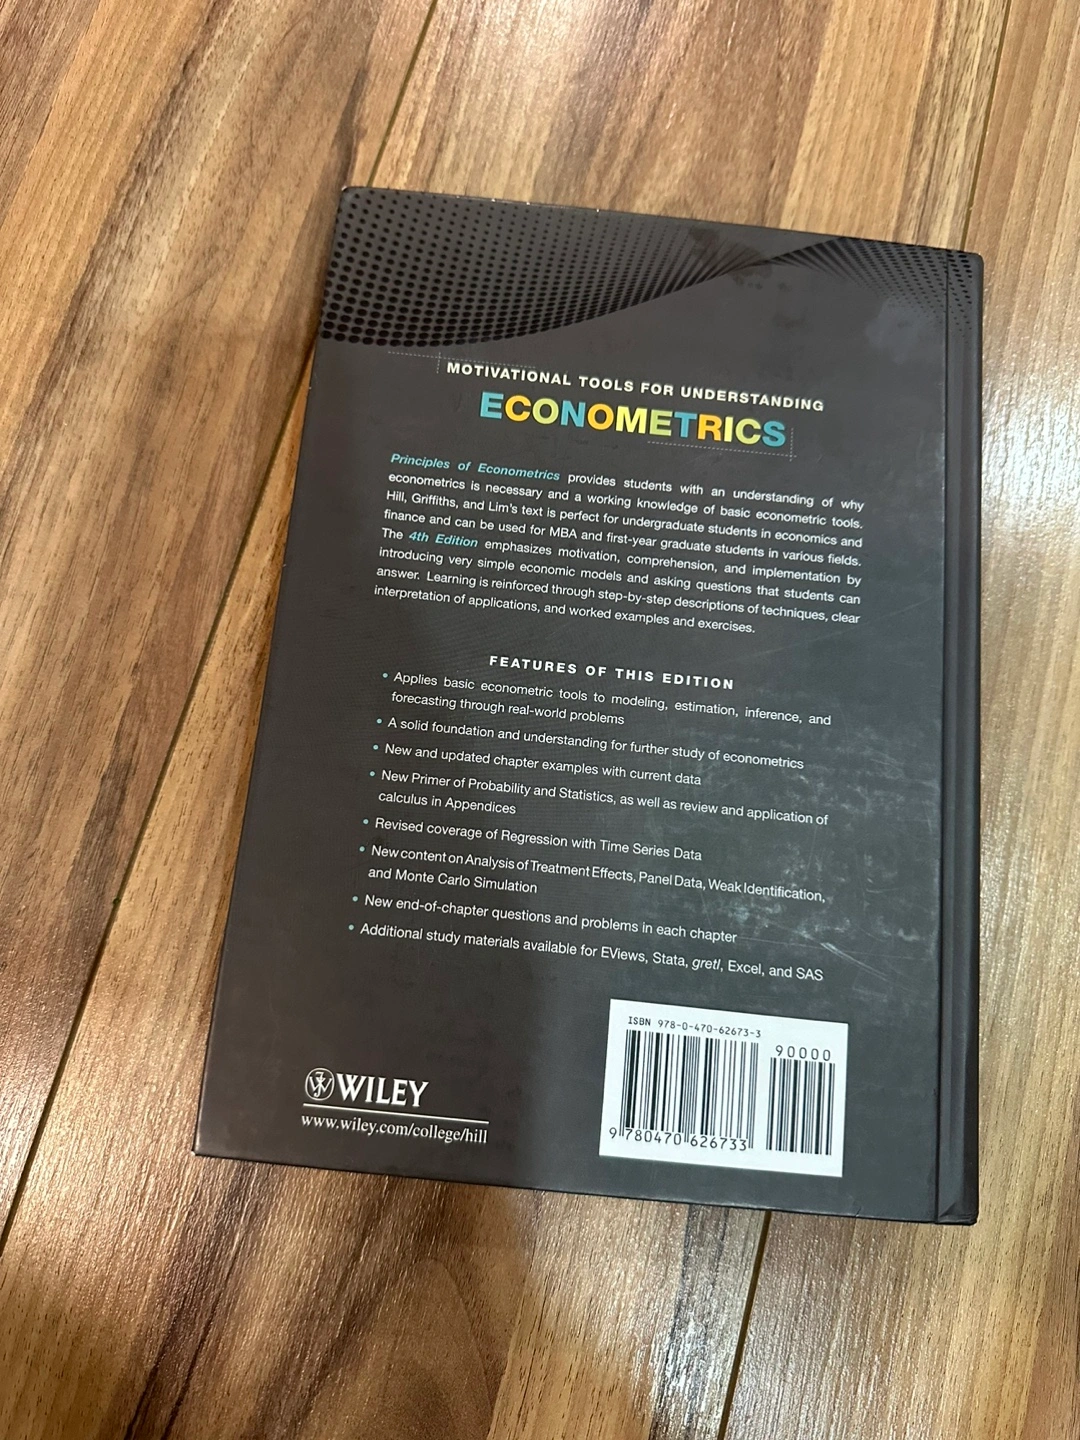 MOTIVATIONAL TOOLS FOR UNDERSTANDING
ECONOMETRICS
Principles of Econometrics provides students with an understanding of why
econometrics is necessary and a working knowledge of basic econometric tools.
Hill, Griffiths, and Lim's text is perfect for undergraduate students in economics and
finance and can be used for MBA and first-year graduate students in various fields.
The 4th Edition emphasizes motivation, comprehension, and implementation by
introducing very simple economic models and asking questions that students can
answer. Learning is reinforced through step-by-step descriptions of techniques, clear
interpretation of applications, and worked examples and exercises.
FEATURES OF THIS EDITION
• Applies basic econometric tools to modeling, estimation, inference, and
forecasting through real-world problems
• A solid foundation and understanding for further study of econometrics
• New and updated chapter examples with current data
• New Primer of Probability and Statistics, as well as review and application of
calculus in Appendices
• Revised coverage of Regression with Time Series Data
• New content on Analysis of Treatment Effects, Panel Data, Weak Identification,
and Monte Carlo Simulation
• New end-of-chapter questions and problems in each chapter
• Additional study materials available for EViews, Stata, gretl, Excel, and SAS
ISBN 978-0-470-62673-3
90000
9 780470 626733
WILEY
www.wiley.com/college/hill